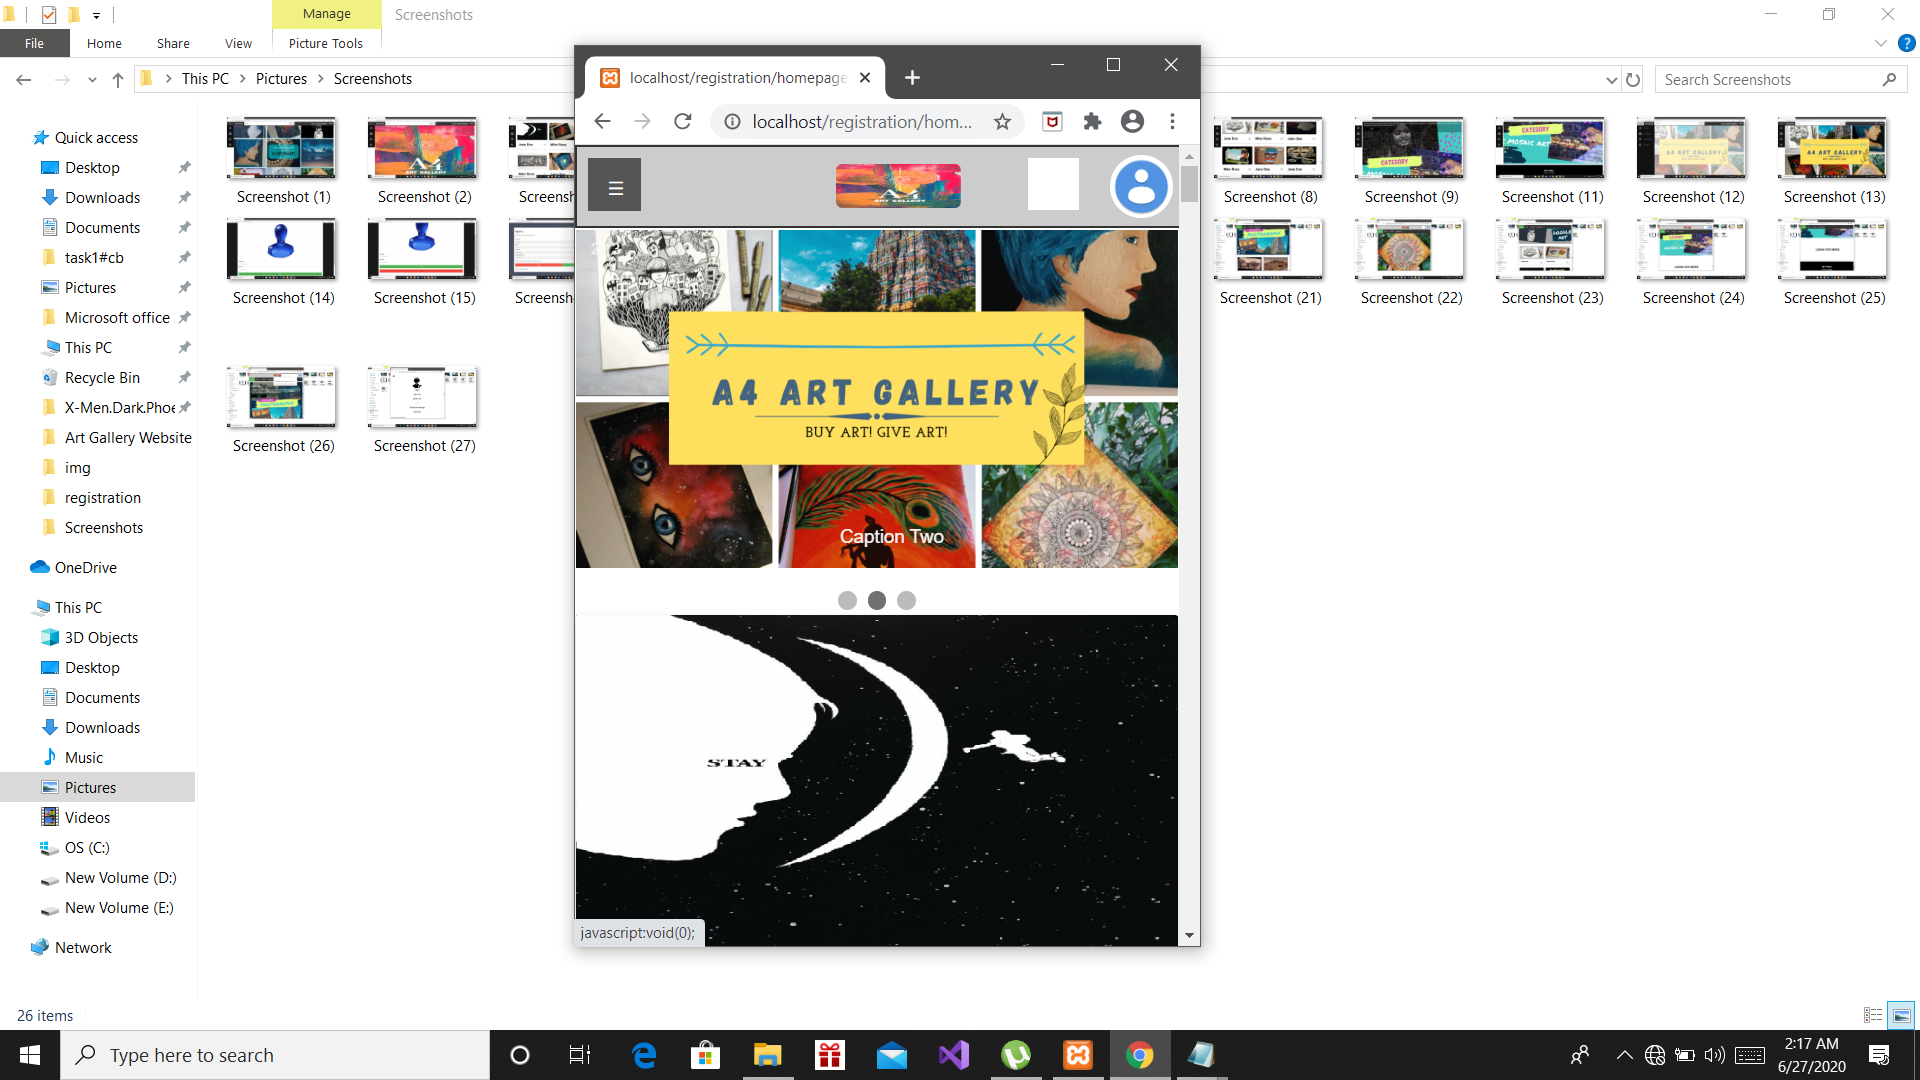 Manage
Screenshots
File
Home
Share
View
Picture Tools
This PC
Pictures
Screenshots
Search Screenshots
localhost/registration/homepage
localhost/registration/hom...
Quick access
Desktop
Downloads
Documents
task1#cb
Pictures
Microsoft office
This PC
Recycle Bin
X-Men.Dark.Phoe
Art Gallery Website
img
registration
Screenshots
OneDrive
This PC
3D Objects
Desktop
Documents
Downloads
Music
Pictures
Videos
OS (C:)
New Volume (D:)
New Volume (E:)
Network
Screenshot (1)
Screenshot (2)
Screensh
Screenshot (8)
Screenshot (9)
Screenshot (11)
Screenshot (12)
Screenshot (13)
Screenshot (14)
Screenshot (15)
Screensh
Screenshot (21)
Screenshot (22)
Screenshot (23)
Screenshot (24)
Screenshot (25)
Screenshot (26)
Screenshot (27)
A4
ART GALLERY
A4 ART GALLERY
BUY ART! GIVE ART!
Caption Two
STAY
javascript:void(0);
26 items
Type here to search
2:17 AM
6/27/2020